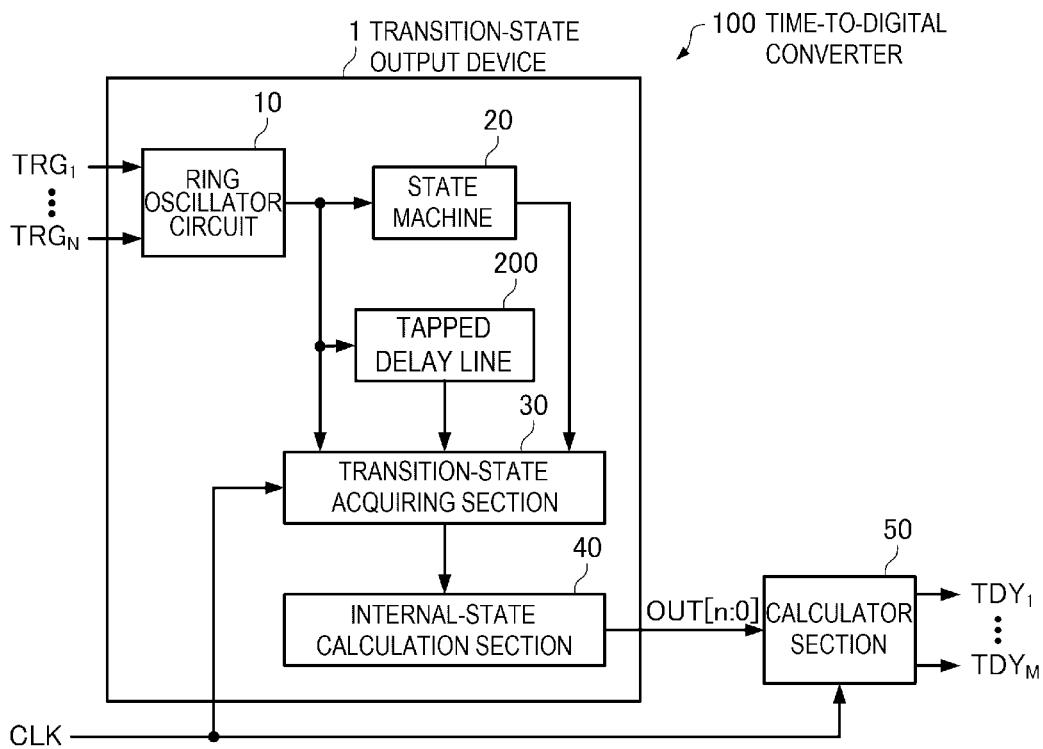 100 TIME-TO-DIGITAL
CONVERTER
1 TRANSITION-STATE
OUTPUT DEVICE
10
20
TRG1
TRGN
RING
OSCILLATOR
CIRCUIT
STATE
MACHINE
200
TAPPED
DELAY LINE
30
TRANSITION-STATE
ACQUIRING SECTION
40
INTERNAL-STATE
CALCULATION SECTION
OUT[n:0]
50
CALCULATOR
SECTION
TDY1
TDYM
CLK